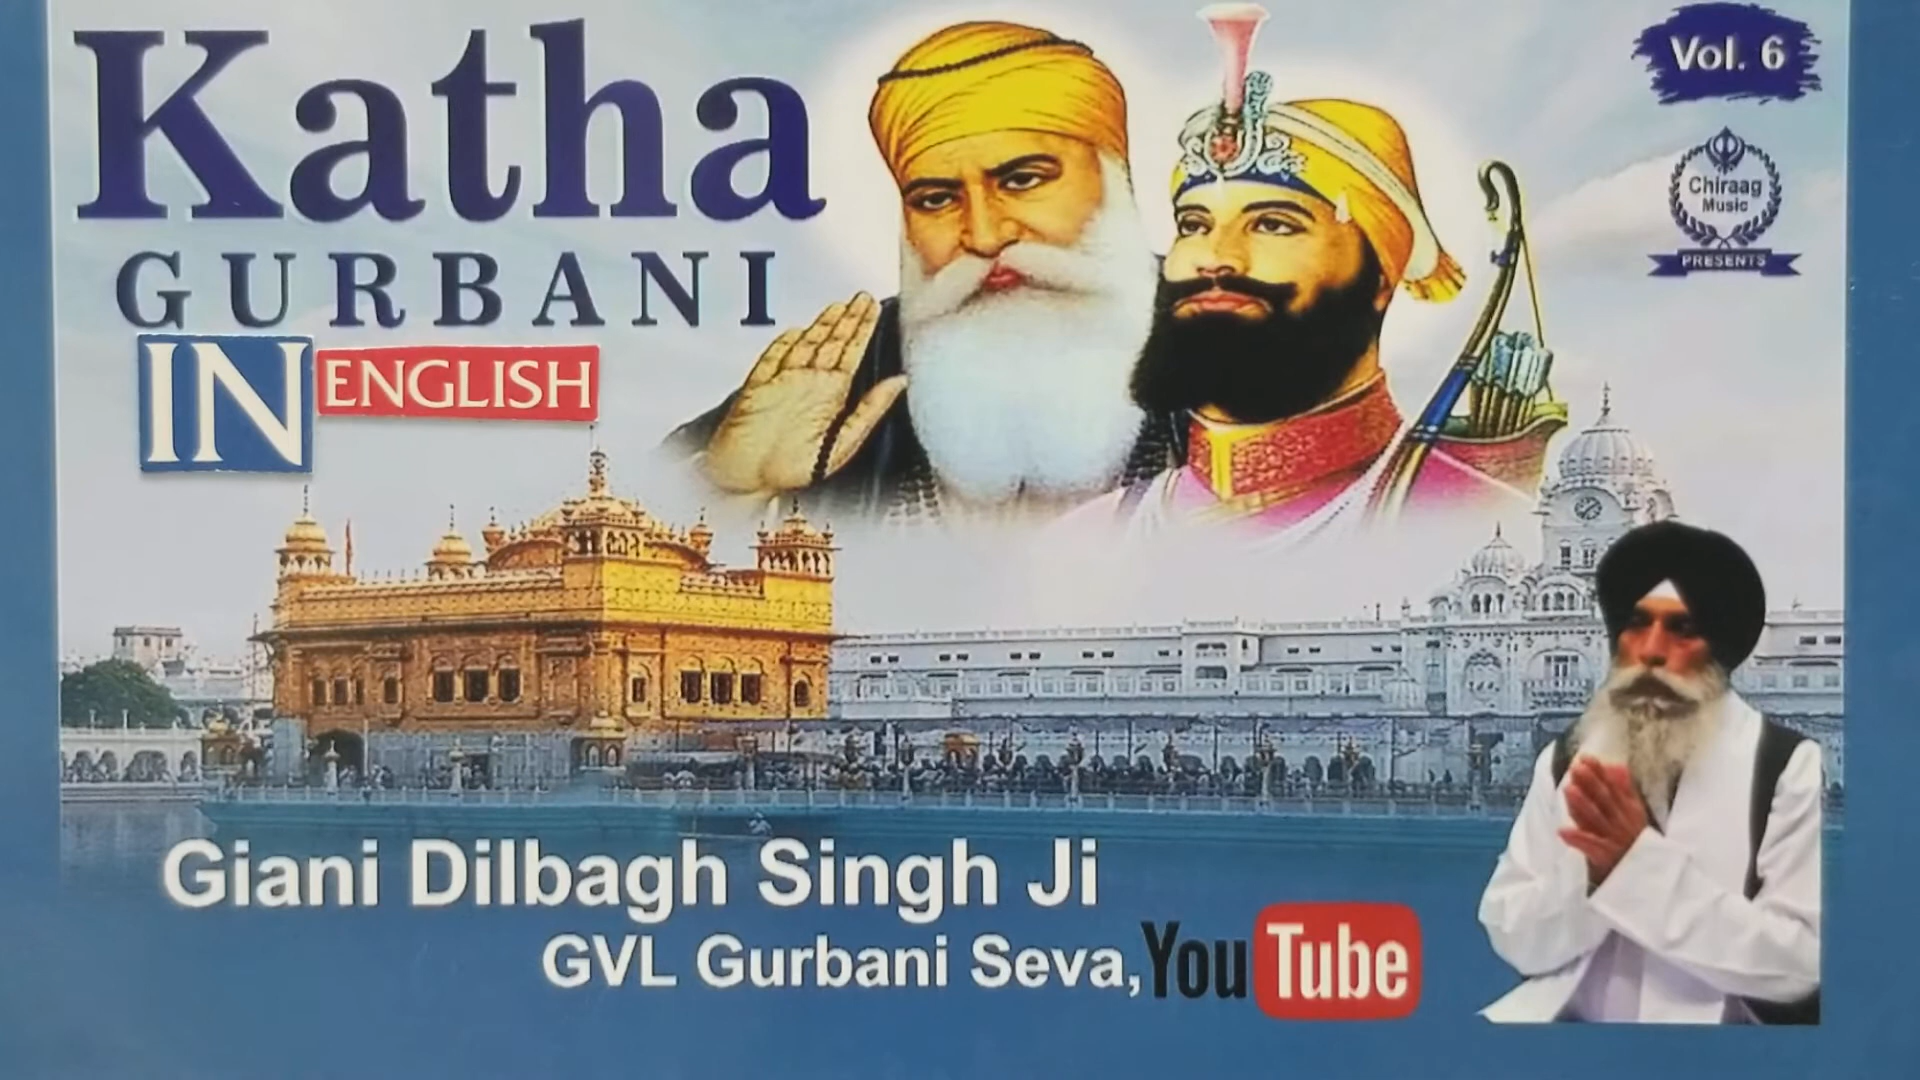 Katha
GURBANI
IN ENGLISH
Vol. 6
Chiraag
Music
PRESENTS
Giani Dilbagh Singh Ji
GVL Gurbani Seva, YouTube